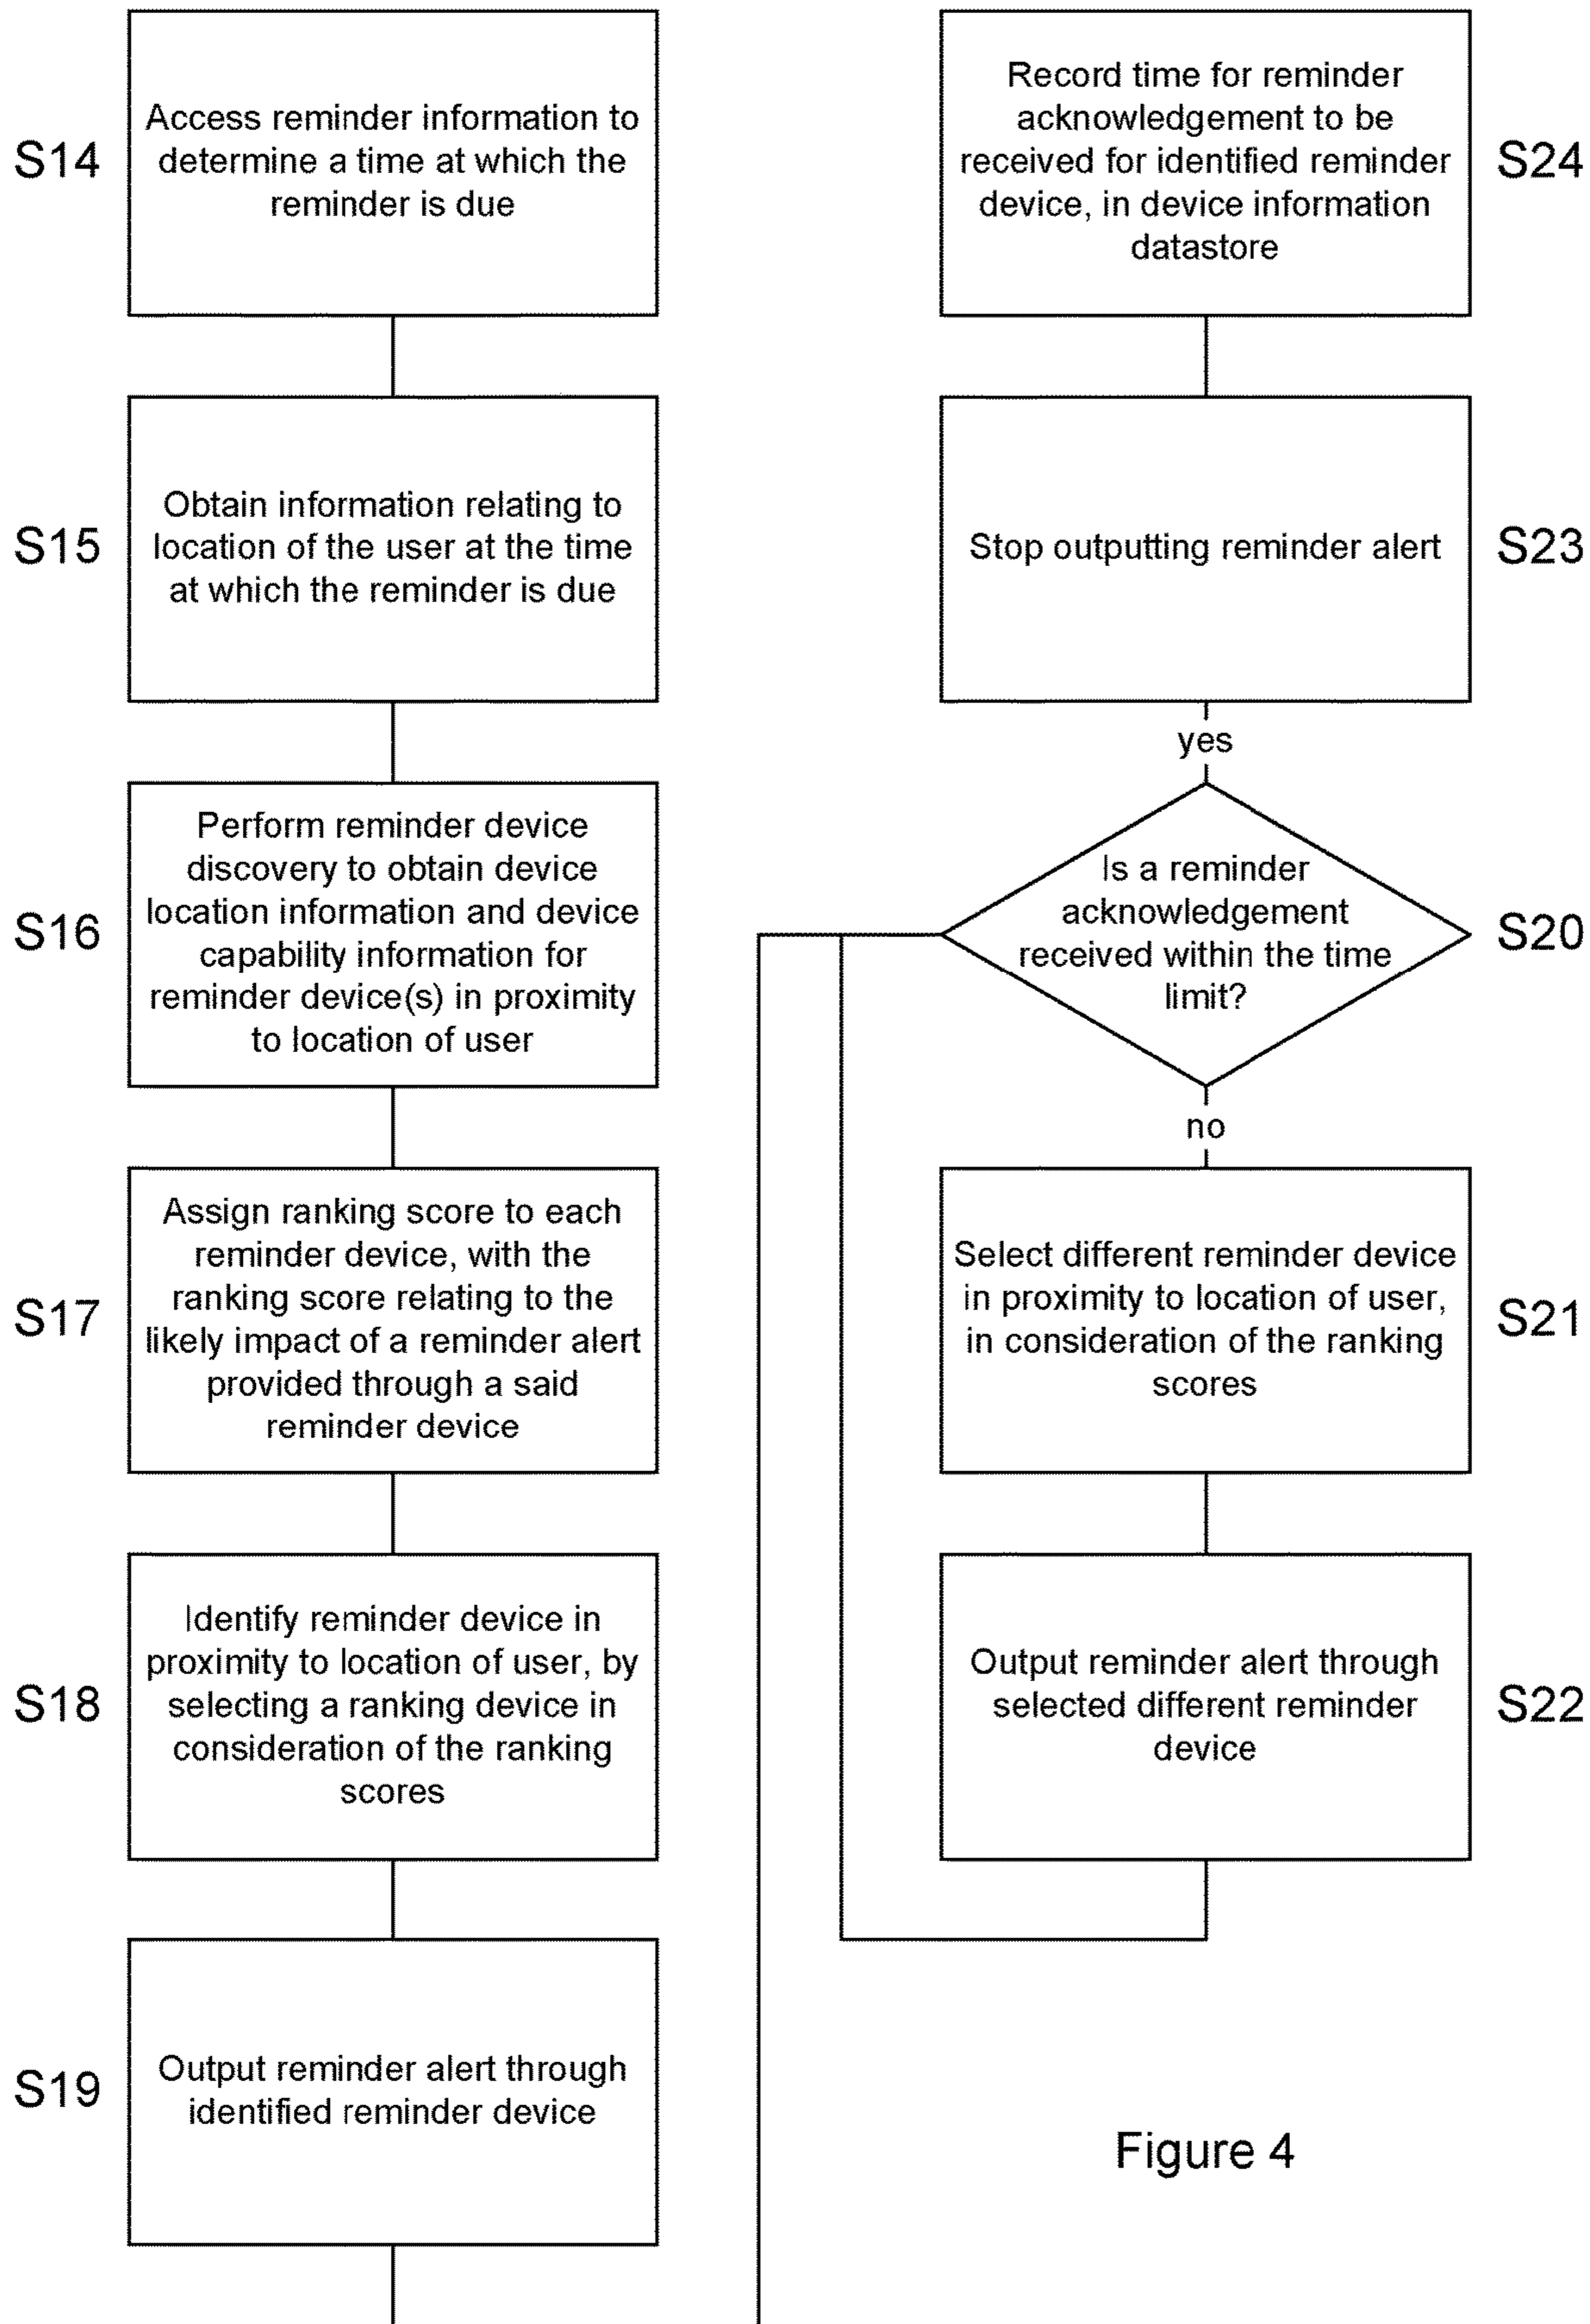 S14
Access reminder information to
determine a time at which the
reminder is due
S15
Obtain information relating to
location of the user at the time
at which the reminder is due
S16
Perform reminder device
discovery to obtain device
location information and device
capability information for
reminder device(s) in proximity
to location of user
S17
Assign ranking score to each
reminder device, with the
ranking score relating to the
likely impact of a reminder alert
provided through a said
reminder device
S18
Identify reminder device in
proximity to location of user, by
selecting a ranking device in
consideration of the ranking
scores
S19
Output reminder alert through
identified reminder device
Record time for reminder
acknowledgement to be
received for identified reminder
device, in device information
datastore
S24
Stop outputting reminder alert
S23
yes
Is a reminder
acknowledgement
received within the time
limit?
S20
no
Select different reminder device
in proximity to location of user,
in consideration of the ranking
scores
S21
Output reminder alert through
selected different reminder
device
S22
Figure 4